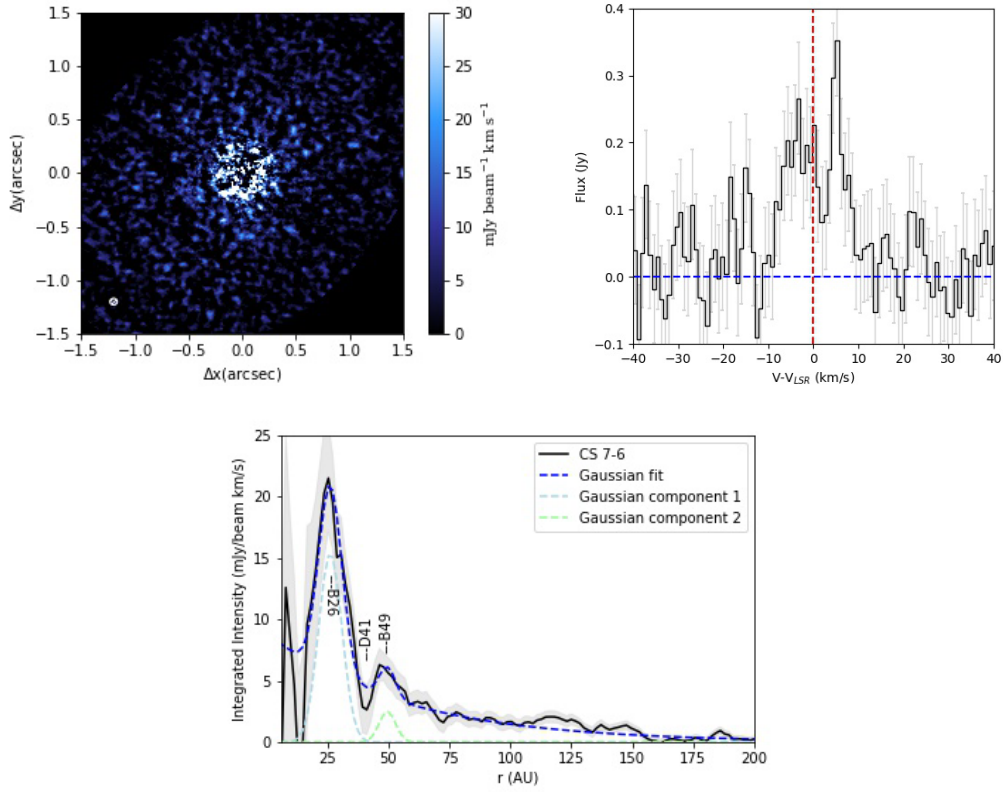 1.5
1.0
0.5
0.0
−0.5
−1.0
−1.5
Δy(arcsec)
−1.5 −1.0 −0.5 0.0 0.5 1.0 1.5
Δx(arcsec)
30
25
20
15
10
5
0
mJy beam⁻¹ km s⁻¹
0.4
0.3
0.2
0.1
0.0
−0.1
Flux (Jy)
−40 −30 −20 −10 0 10 20 30 40
V-V_LSR (km/s)
25
20
15
10
5
0
Integrated Intensity (mJy/beam km/s)
CS 7-6
Gaussian fit
Gaussian component 1
Gaussian component 2
---B26
---D41
---B49
25 50 75 100 125 150 175 200
r (AU)